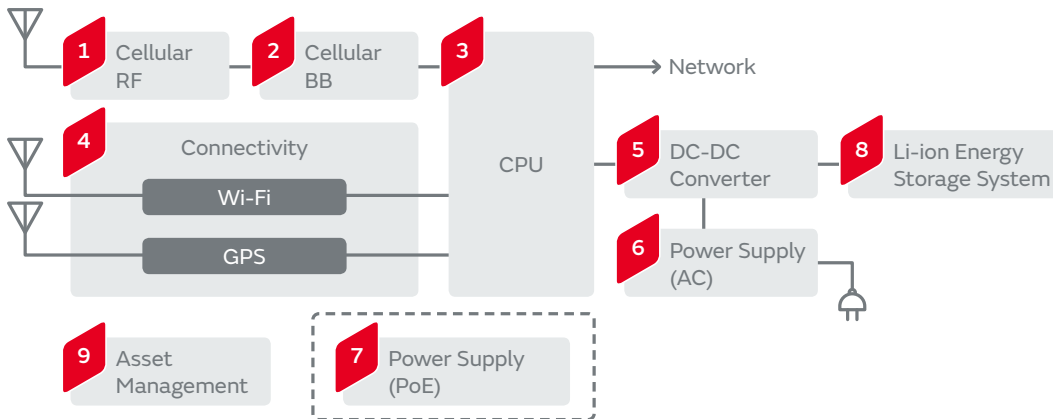 1
Cellular
RF
2
Cellular
BB
3
CPU
Network
4
Connectivity
Wi-Fi
GPS
5
DC-DC
Converter
8
Li-ion Energy
Storage System
6
Power Supply
(AC)
9
Asset
Management
7
Power Supply
(PoE)